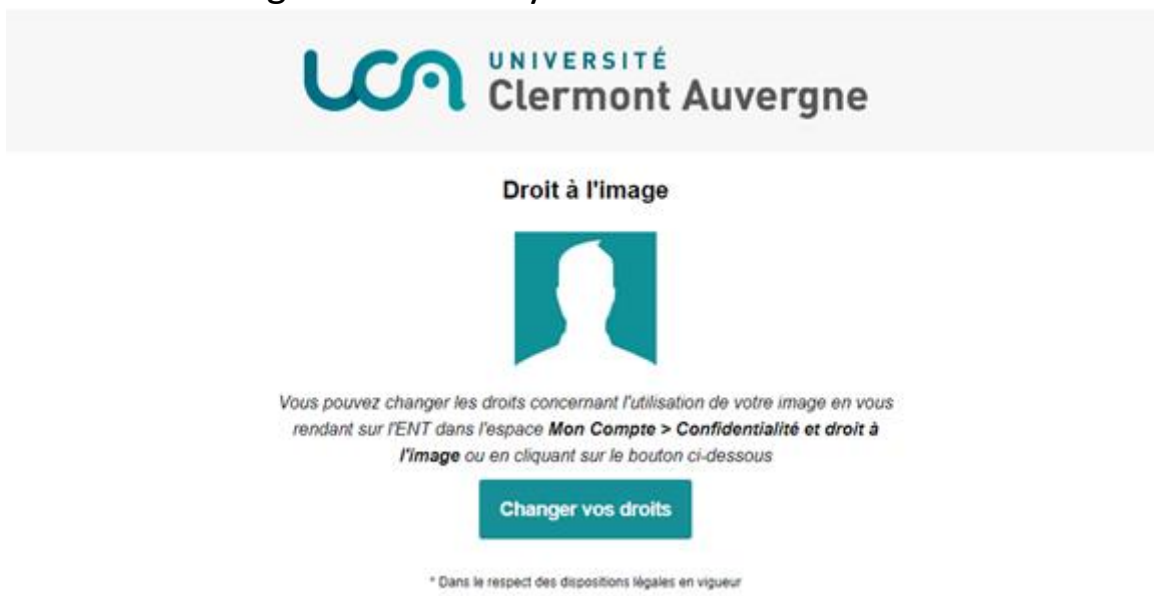 UCA UNIVERSITÉ
Clermont Auvergne
Droit à l'image
Vous pouvez changer les droits concernant l'utilisation de votre image en vous
rendant sur l'ENT dans l'espace Mon Compte > Confidentialité et droit à
l'image ou en cliquant sur le bouton ci-dessous
Changer vos droits
* Dans le respect des dispositions légales en vigueur